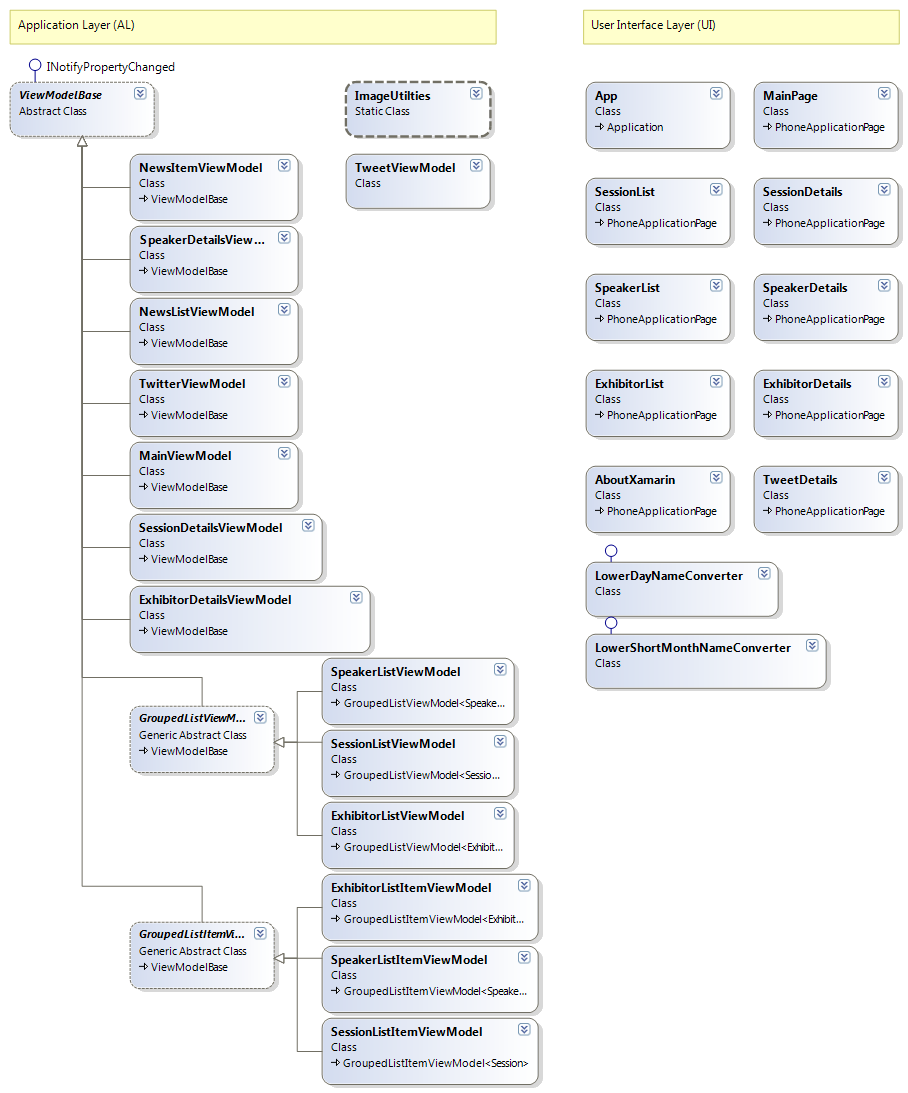 Application Layer (AL)
INotifyPropertyChanged
ViewModelBase
Abstract Class
ImageUtilties
Static Class
NewsItemViewModel
Class
ViewModelBase
TweetViewModel
Class
SpeakerDetailsView ...
Class
ViewModelBase
NewsListViewModel
Class
ViewModelBase
TwitterViewModel
Class
ViewModelBase
MainViewModel
Class
ViewModelBase
SessionDetailsViewModel
Class
ViewModelBase
ExhibitorDetailsViewModel
Class
ViewModelBase
GroupedListViewM...
Generic Abstract Class
ViewModelBase
SpeakerListViewModel
Class
GroupedListViewModel<Speake...
SessionListViewModel
Class
GroupedListViewModel<Sessio...
ExhibitorListViewModel
Class
GroupedListViewModel<Exhibit...
GroupedListItemVi...
Generic Abstract Class
ViewModelBase
ExhibitorListItemViewModel
Class
GroupedListItemViewModel<Exhibit...
SpeakerListItemViewModel
Class
GroupedListItemViewModel<Speake...
SessionListItemViewModel
Class
GroupedListItemViewModel<Session>
User Interface Layer (UI)
App
Class
Application
MainPage
Class
PhoneApplicationPage
SessionList
Class
PhoneApplicationPage
SessionDetails
Class
PhoneApplicationPage
SpeakerList
Class
PhoneApplicationPage
SpeakerDetails
Class
PhoneApplicationPage
ExhibitorList
Class
PhoneApplicationPage
ExhibitorDetails
Class
PhoneApplicationPage
AboutXamarin
Class
PhoneApplicationPage
TweetDetails
Class
PhoneApplicationPage
LowerDayNameConverter
Class
LowerShortMonthNameConverter
Class